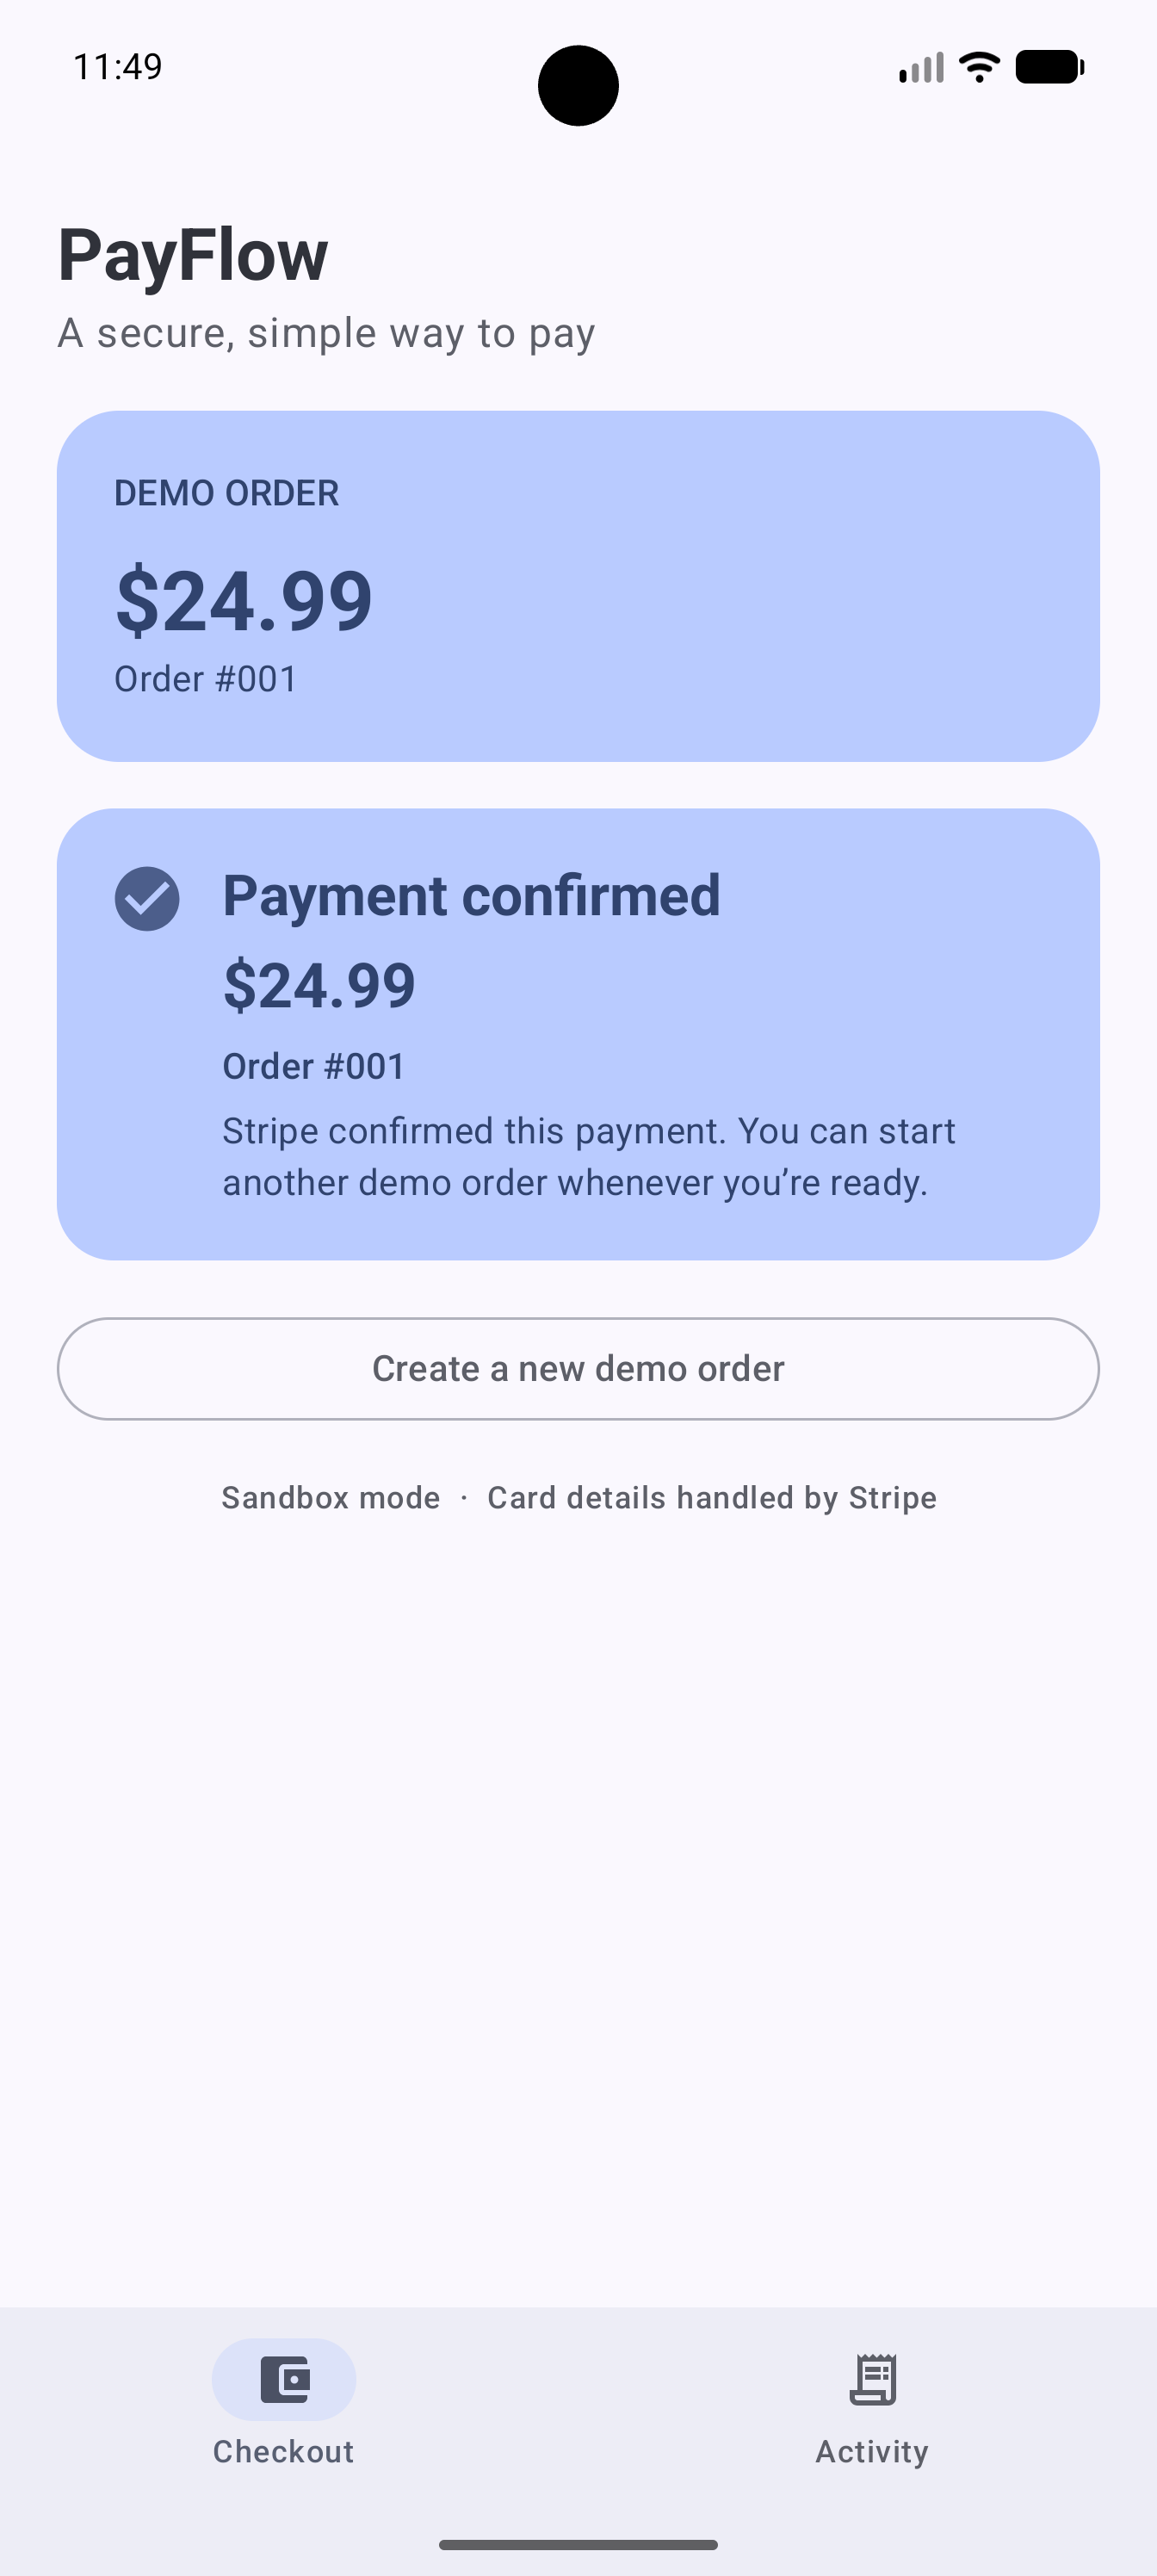 11:49
PayFlow
A secure, simple way to pay
DEMO ORDER
$24.99
Order #001
Payment confirmed
$24.99
Order #001
Stripe confirmed this payment. You can start
another demo order whenever you’re ready.
Create a new demo order
Sandbox mode · Card details handled by Stripe
Checkout
Activity